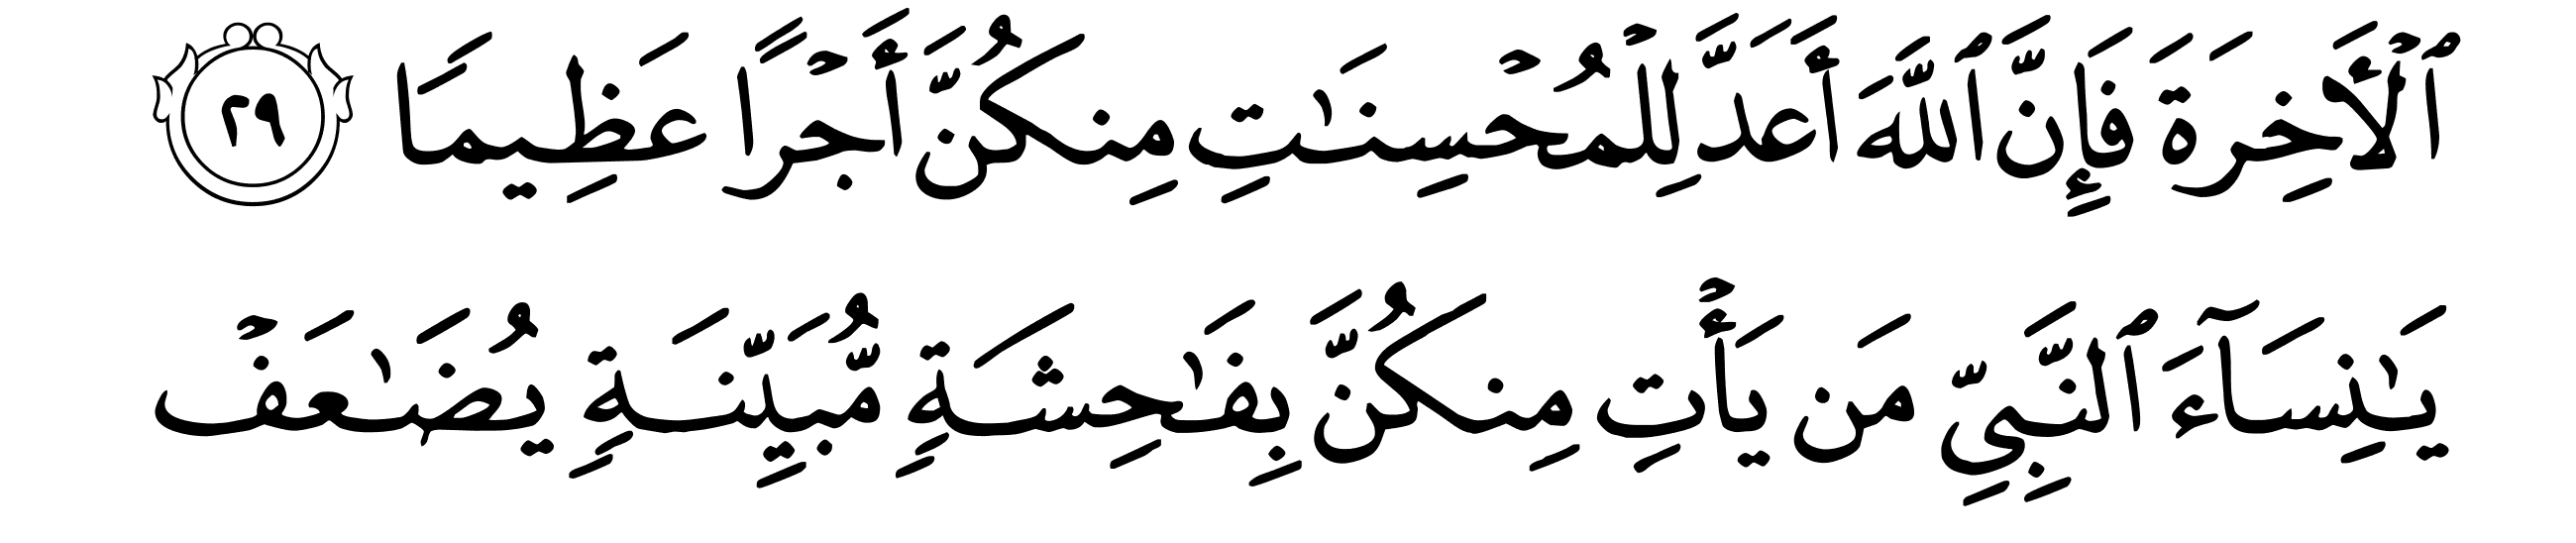 ٱلْأَخِرَةَ فَإِنَّ ٱللَّهَ أَعَدَّ لِلْمُحْسِنَـٰتِ مِنكُنَّ أَجْرًا عَظِيمًا ٢٩
يَـٰنِسَآءَ ٱلنَّبِىِّ مَن يَأْتِ مِنكُنَّ بِفَـٰحِشَةٍ مُّبَيِّنَةٍ يُضَـٰعَفْ